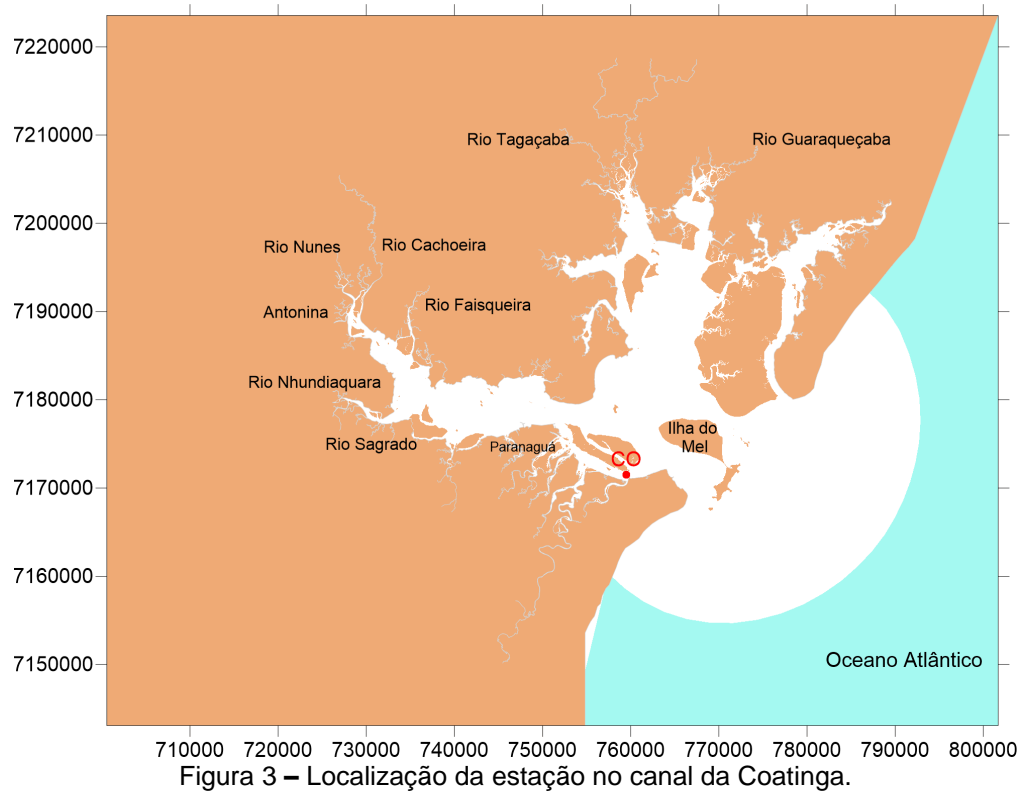 7220000
7210000
Rio Tagaçaba
Rio Guaraqueçaba
7200000
Rio Nunes
Rio Cachoeira
7190000
Antonina
Rio Faisqueira
Rio Nhundiaquara
7180000
Rio Sagrado
Paranaguá
Ilha do
Mel
CO
7170000
7160000
7150000
Oceano Atlântico
710000 720000 730000 740000 750000 760000 770000 780000 790000 800000
Figura 3 – Localização da estação no canal da Coatinga.